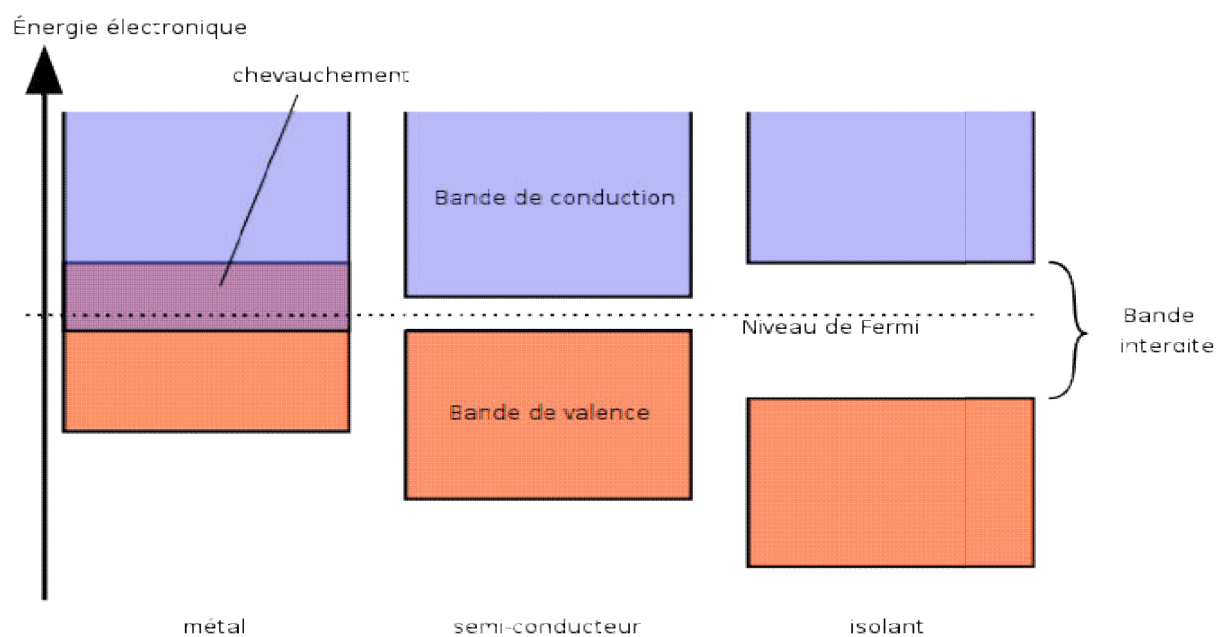 Énergie électronique
chevauchement
Bande de conduction
Niveau de Fermi
Bande
interdite
Bande de valence
métal
semi-conducteur
isolant